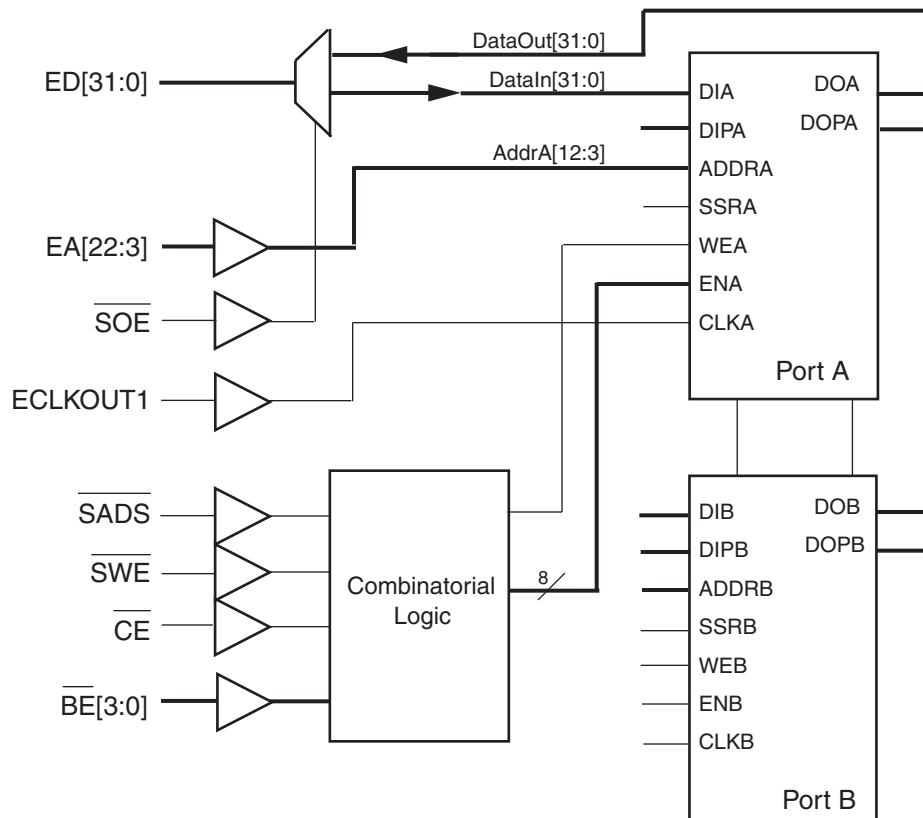 DataOut[31:0]
ED[31:0]
DataIn[31:0]
AddrA[12:3]
EA[22:3]
SOE
ECLKOUT1
SADS
SWE
CE
BE[3:0]
Combinatorial
Logic
8
DIA
DOA
DIPA
DOPA
ADDRA
SSRA
WEA
ENA
CLKA
Port A
DIB
DOB
DIPB
DOPB
ADDRB
SSRB
WEB
ENB
CLKB
Port B